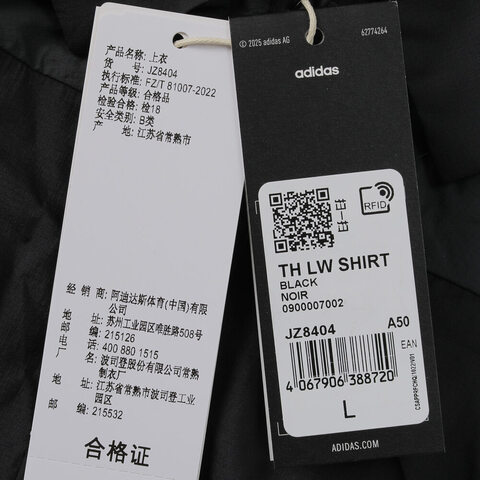 产品名称: 上衣
货 号: JZ8404
执行标准: FZ/T 81007-2022
产品等级: 合格品
检验合格: 检18
安全类别: B类
产 地: 江苏省常熟市
经 销 商: 阿迪达斯体育(中国)有限
公司
地址: 苏州工业园区唯胜路508号
邮 编: 215126
电话: 400 880 1515
制造商: 波司登股份有限公司常熟
制衣厂
地址: 江苏省常熟市波司登工业
园区
邮 编: 215532
合格证
© 2025 adidas AG
62774264
adidas
RFID
TH LW SHIRT
BLACK
NOIR
0900007002
JZ8404 A50
EAN
4 067906 388720
L
ADIDAS.COM